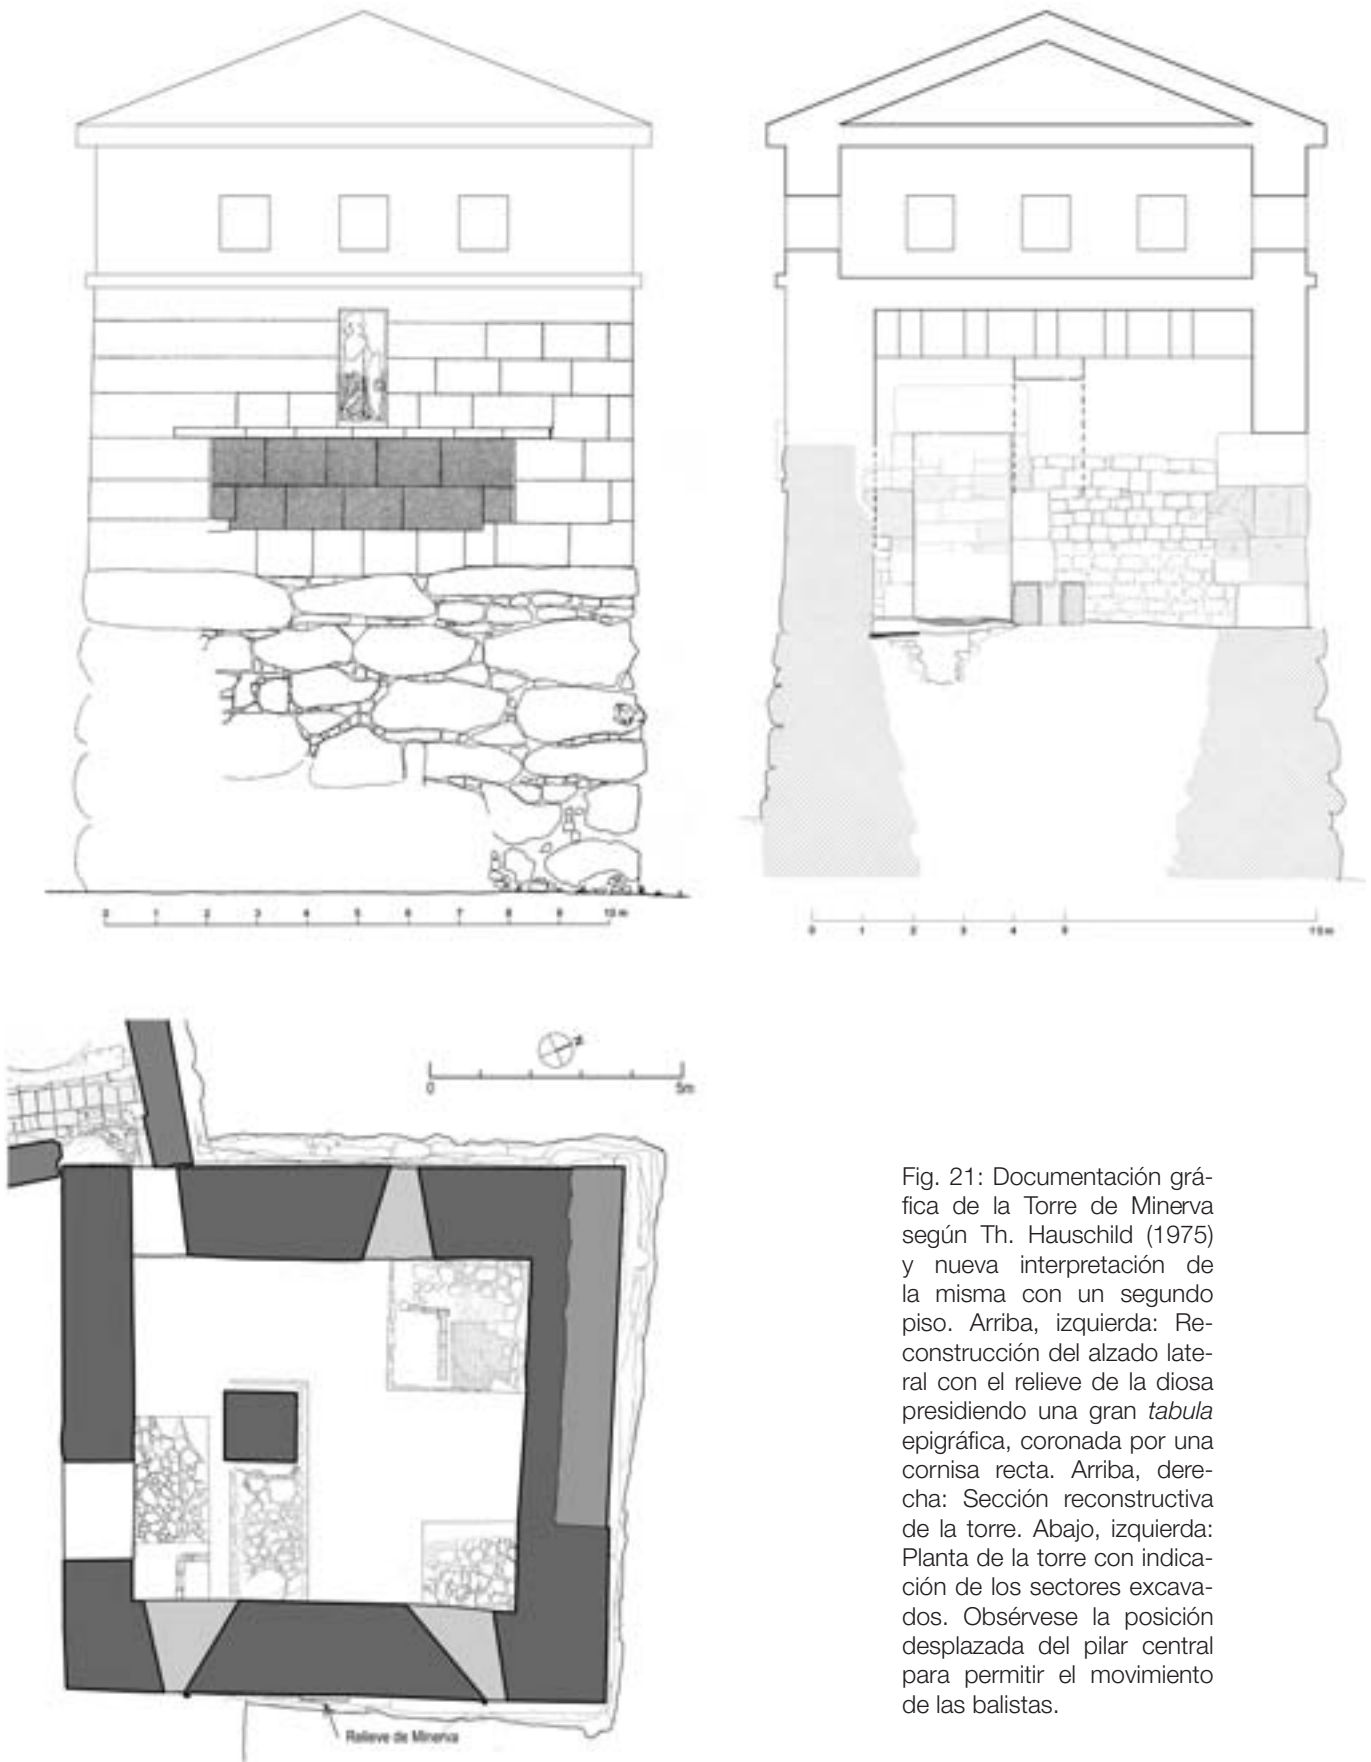 0 1 2 3 4 5 6 7 8 9 10 m
0 1 2 3 4 5 10m
N
0 5m
Relieve de Minerva
Fig. 21: Documentación grá-
fica de la Torre de Minerva
según Th. Hauschild (1975)
y nueva interpretación de
la misma con un segundo
piso. Arriba, izquierda: Re-
construcción del alzado late-
ral con el relieve de la diosa
presidiendo una gran tabula
epigráfica, coronada por una
cornisa recta. Arriba, dere-
cha: Sección reconstructiva
de la torre. Abajo, izquierda:
Planta de la torre con indica-
ción de los sectores excava-
dos. Obsérvese la posición
desplazada del pilar central
para permitir el movimiento
de las balistas.